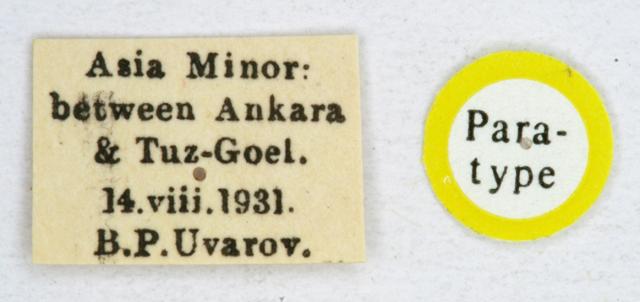 Asia Minor:
between Ankara
& Tuz-Goel.
14.viii.1931.
B.P.Uvarov.
Para-
type